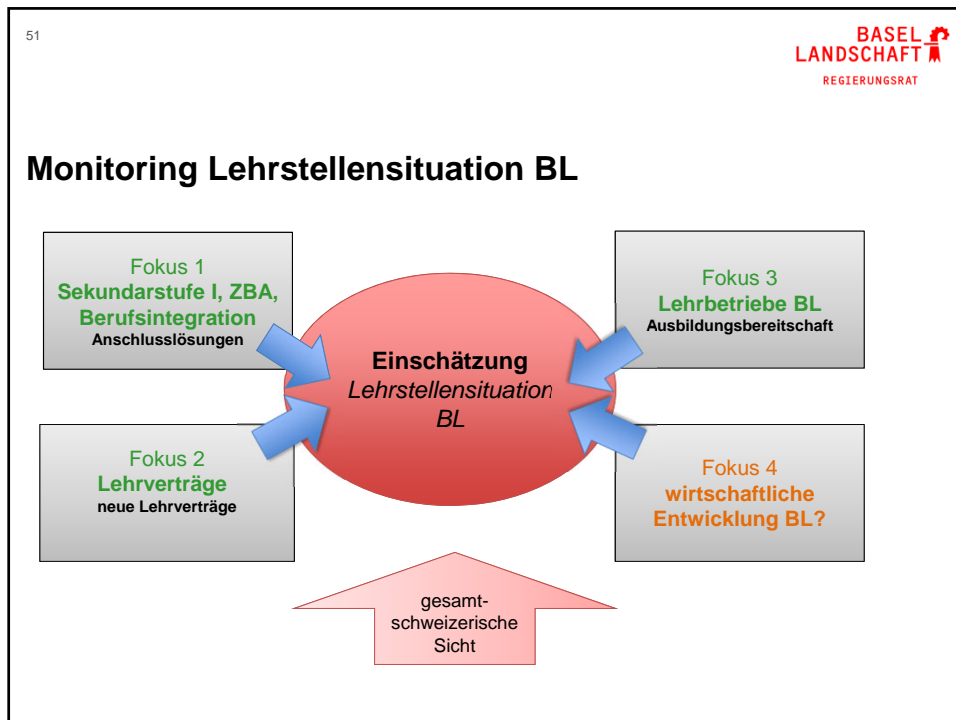 51
BASEL
LANDSCHAFT
REGIERUNGSRAT
Monitoring Lehrstellensituation BL
Fokus 1
Sekundarstufe I, ZBA,
Berufsintegration
Anschlusslösungen
Fokus 2
Lehrverträge
neue Lehrverträge
Einschätzung
Lehrstellensituation
BL
Fokus 3
Lehrbetriebe BL
Ausbildungsbereitschaft
Fokus 4
wirtschaftliche
Entwicklung BL?
gesamt-
schweizerische
Sicht